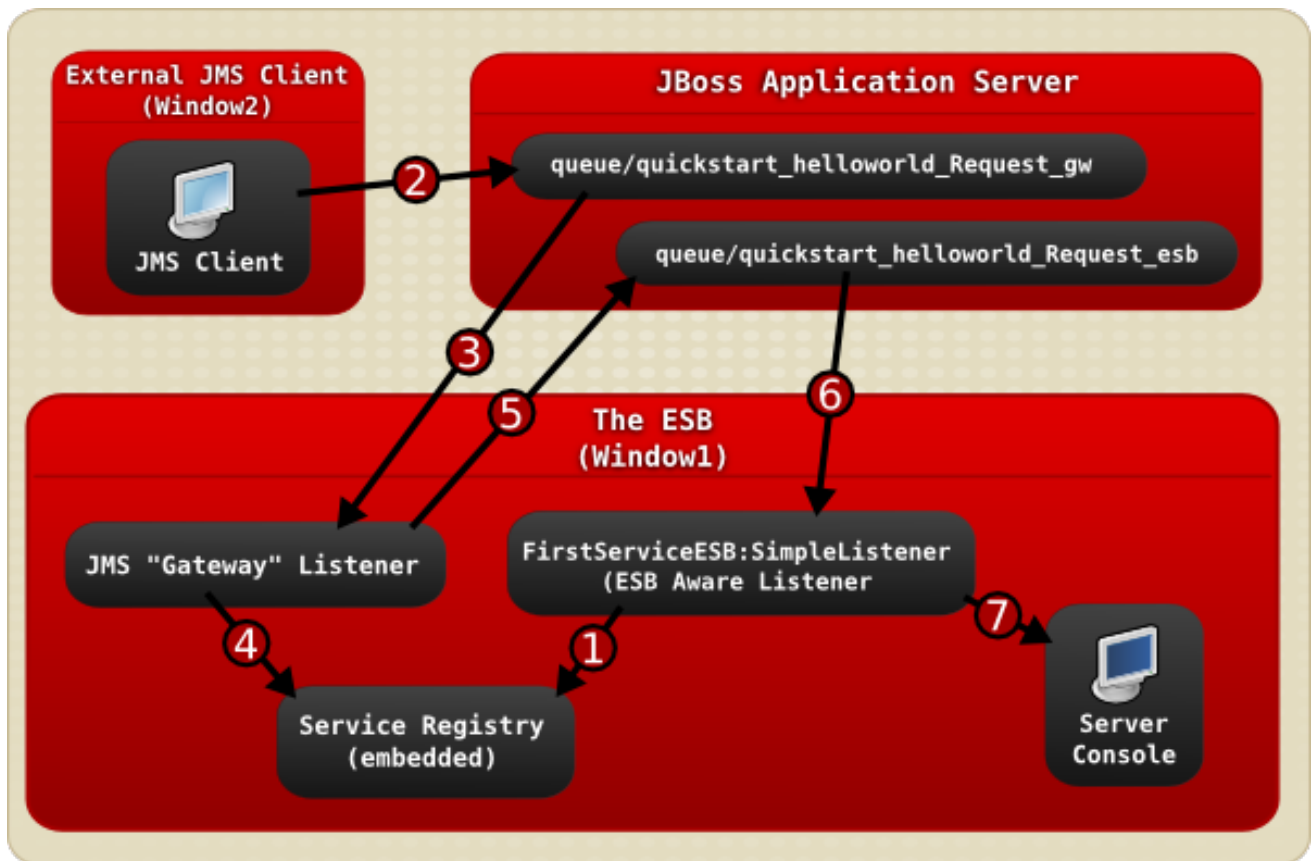 External JMS Client
(Window2)
JMS Client
JBoss Application Server
queue/quickstart_helloworld_Request_gw
queue/quickstart_helloworld_Request_esb
2
3
5
6
The ESB
(Window1)
JMS "Gateway" Listener
FirstServiceESB:SimpleListener
(ESB Aware Listener
4
1
7
Service Registry
(embedded)
Server
Console